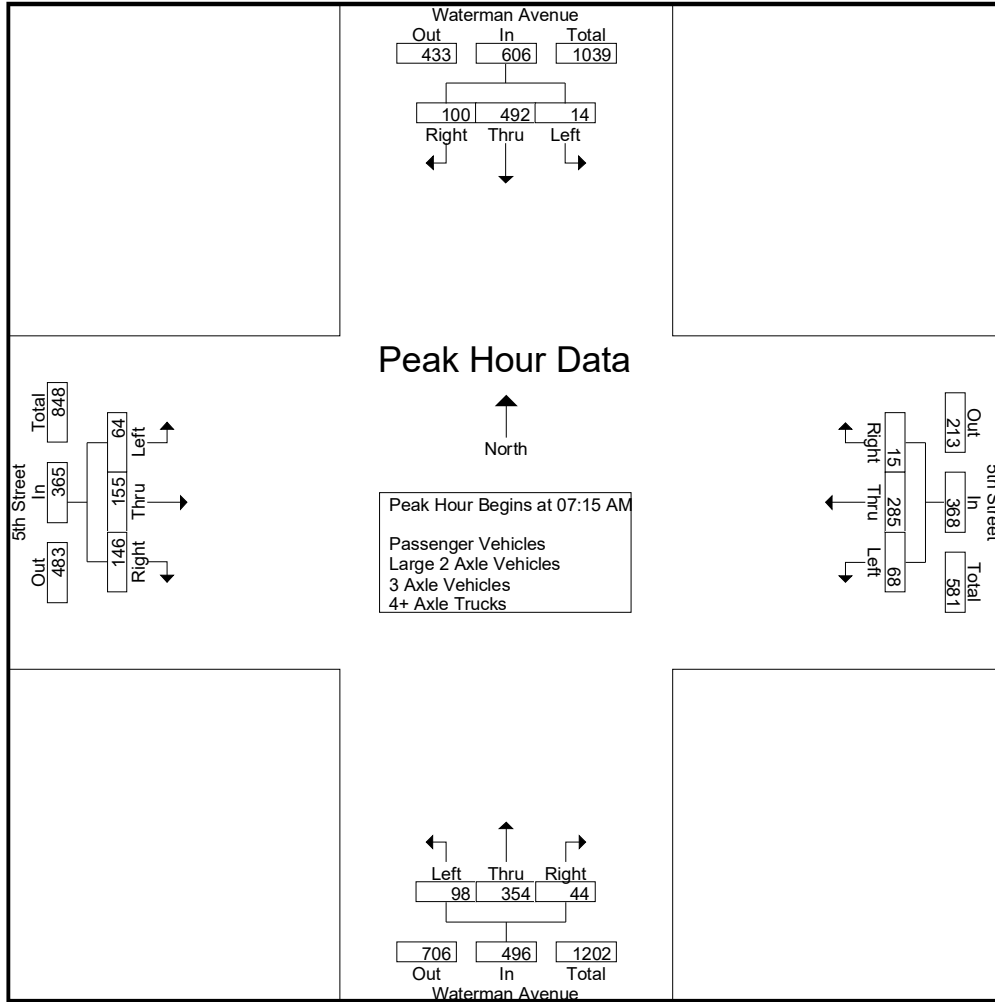 Waterman Avenue
Out In Total
433 606 1039
100 492 14
Right Thru Left
Peak Hour Data
North
Peak Hour Begins at 07:15 AM
Passenger Vehicles
Large 2 Axle Vehicles
3 Axle Vehicles
4+ Axle Trucks
5th Street
Out In Total
483 365 848
146 155 64
Right Thru Left
5th Street
Out In Total
213 368 581
15 285 68
Right Thru Left
Left Thru Right
98 354 44
706 496 1202
Out In Total
Waterman Avenue